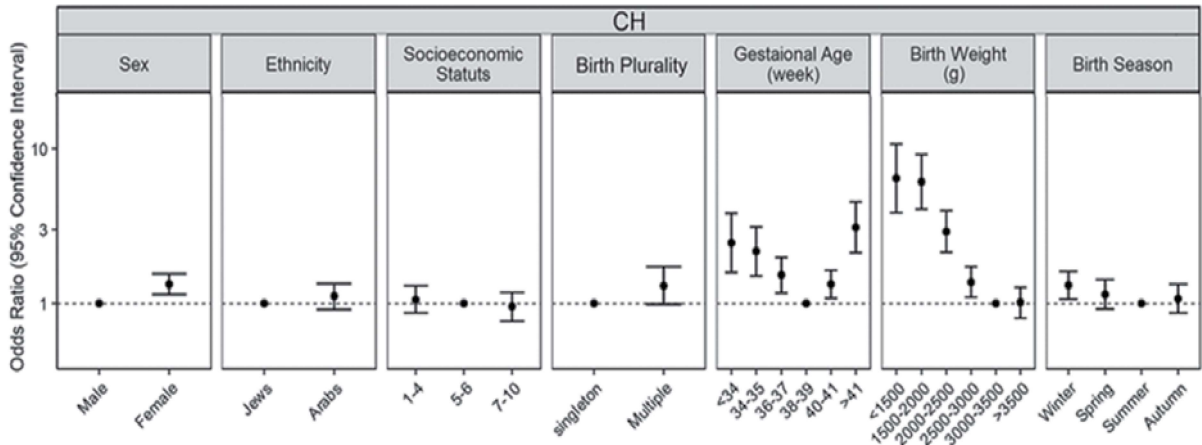 CH
Sex
Ethnicity
Socioeconomic
Statuts
Birth Plurality
Gestaional Age
(week)
Birth Weight
(g)
Birth Season
Odds Ratio (95% Confidence Interval)
10
3
1
Male
Female
Jews
Arabs
1-4
5-6
7-10
singleton
Multiple
<34
34-35
36-37
38-39
40-41
>41
<1500
1500-2000
2000-2500
2500-3000
3000-3500
>3500
Winter
Spring
Summer
Autumn